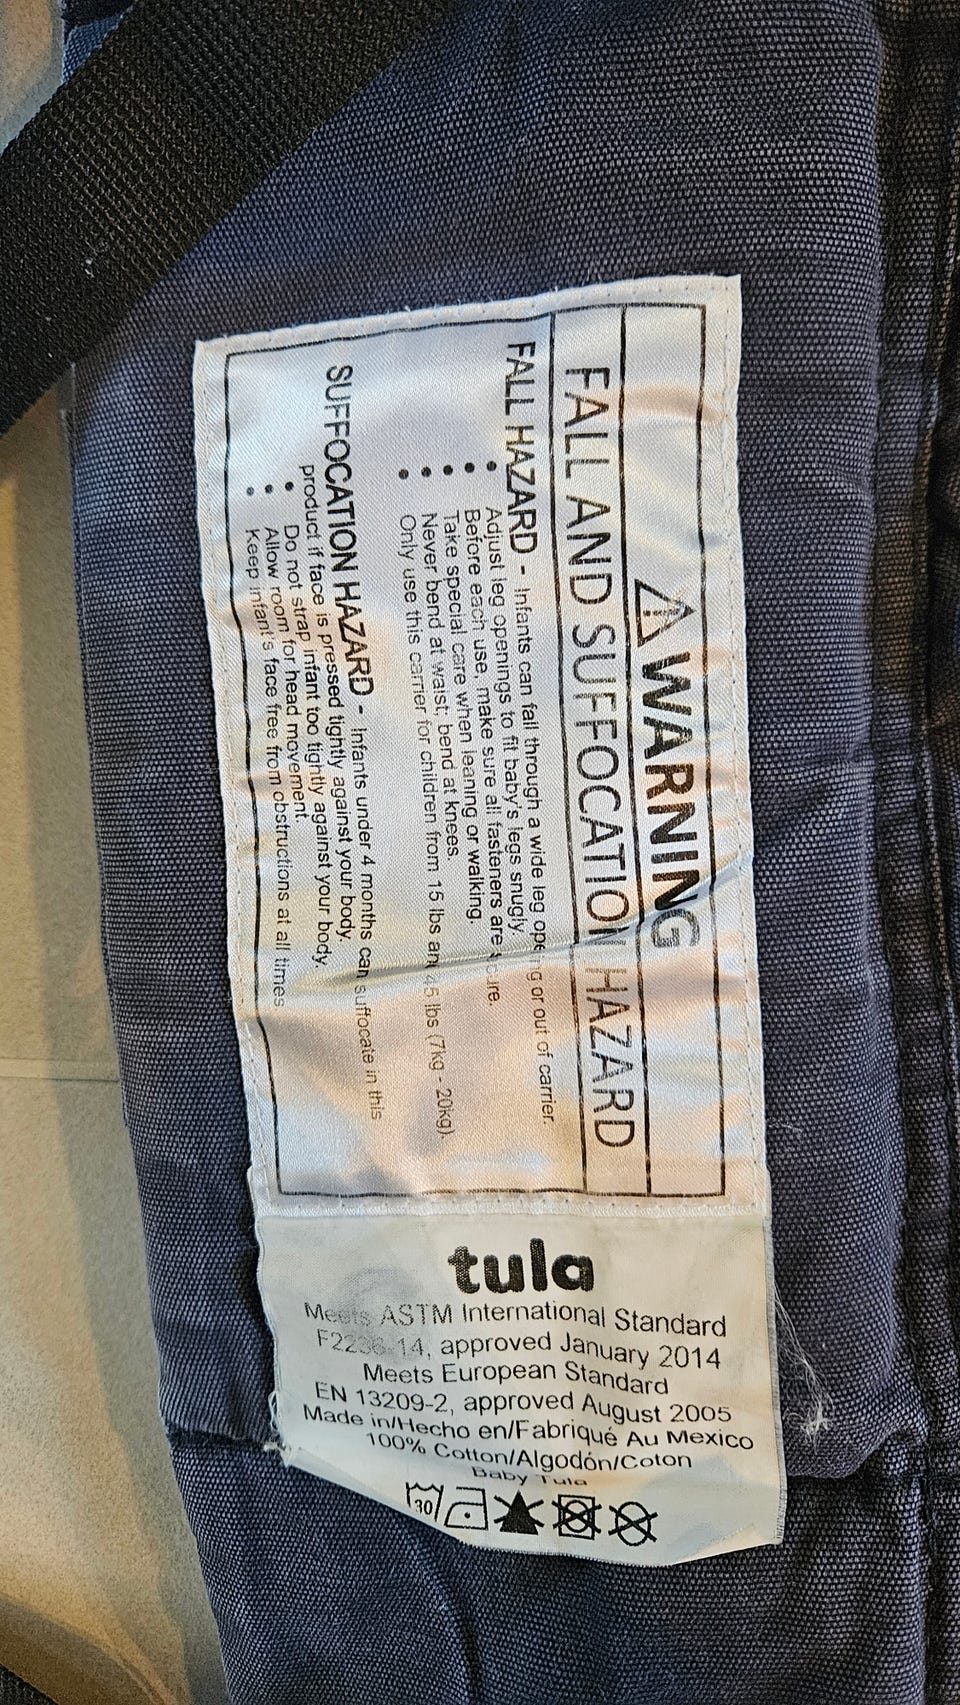 WARNING
FALL AND SUFFOCATION HAZARD
FALL HAZARD - Infants can fall through a wide leg opening or out of carrier.
• Adjust leg openings to fit baby's legs snugly.
• Before each use, make sure all fasteners are secure.
• Take special care when leaning or walking.
• Never bend at waist; bend at knees.
• Only use this carrier for children from 15 lbs and 45 lbs (7kg - 20kg).
SUFFOCATION HAZARD - Infants under 4 months can suffocate in this
product if face is pressed tightly against your body.
• Do not strap infant too tightly against your body.
• Allow room for head movement.
• Keep infant's face free from obstructions at all times
tula
Meets ASTM International Standard
F2236-14, approved January 2014
Meets European Standard
EN 13209-2, approved August 2005
Made in/Hecho en/Fabriqué Au Mexico
100% Cotton/Algodón/Coton
Baby Tula
30